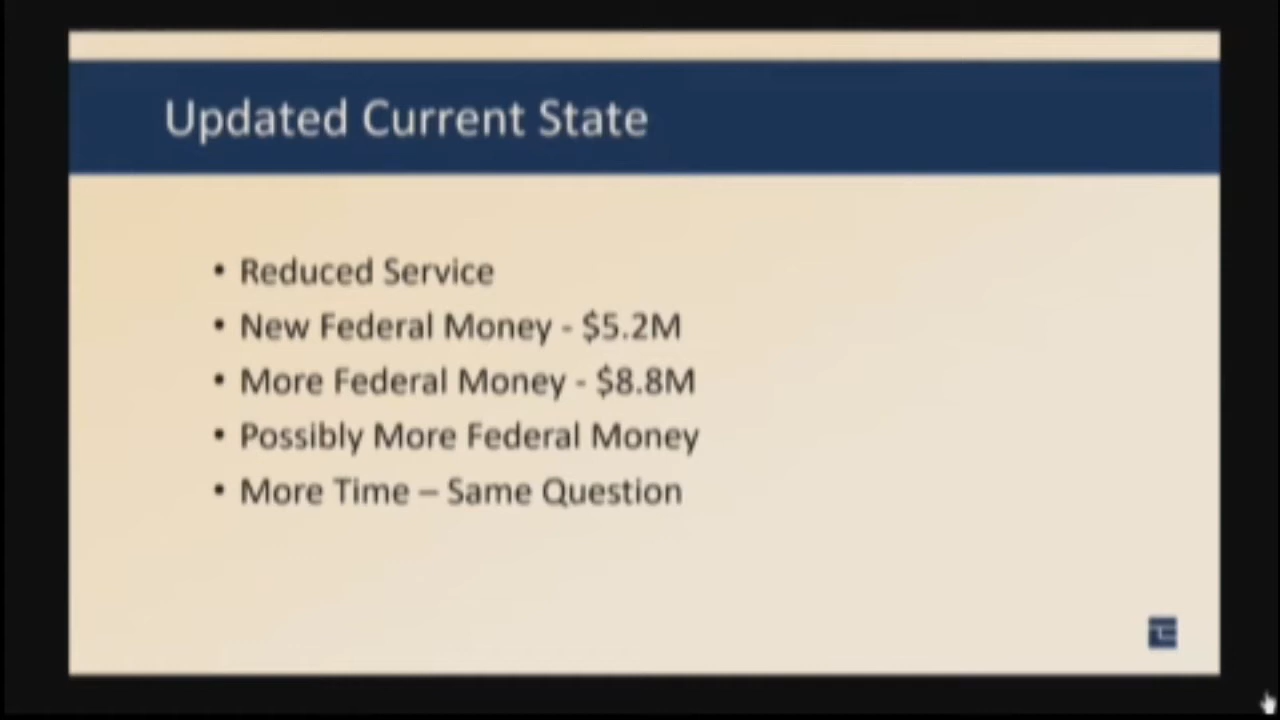 Updated Current State
• Reduced Service
• New Federal Money - $5.2M
• More Federal Money - $8.8M
• Possibly More Federal Money
• More Time – Same Question